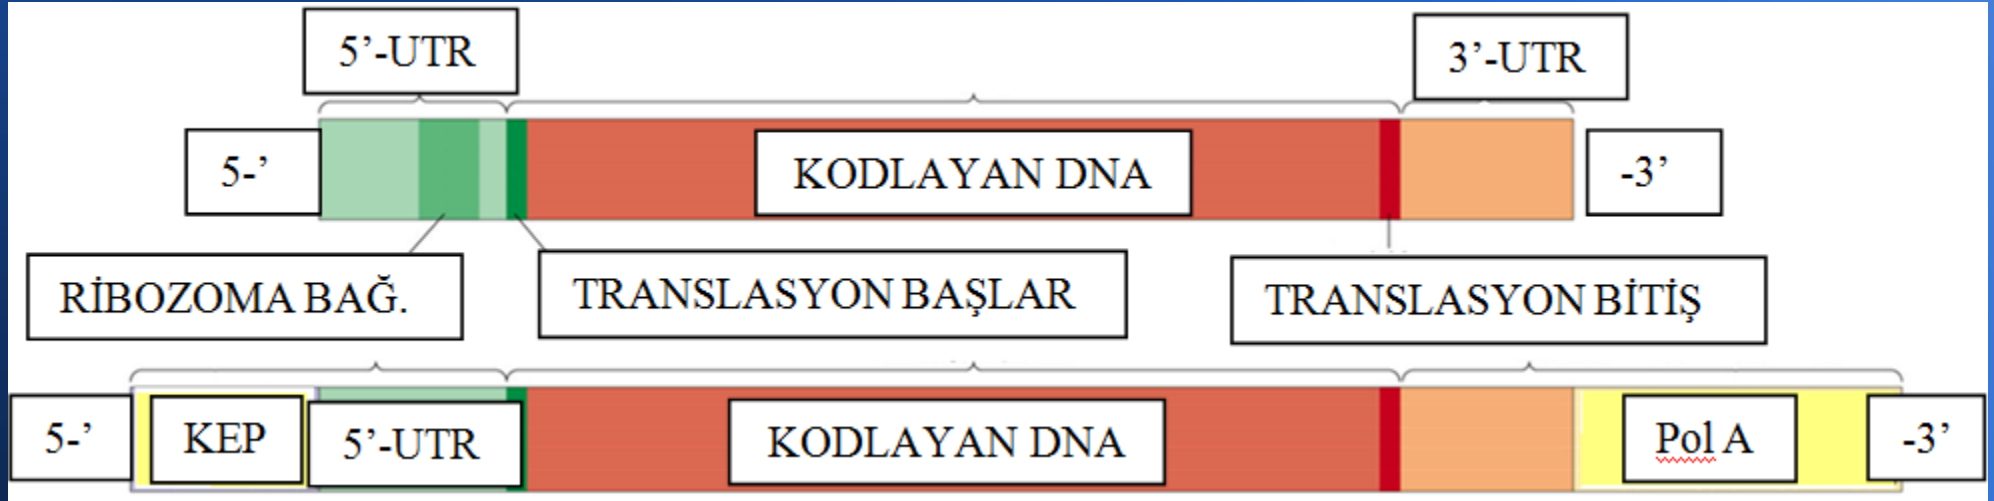 5’-UTR
3’-UTR
5-’
KODLAYAN DNA
-3’
RİBOZOMA BAĞ.
TRANSLASYON BAŞLAR
TRANSLASYON BİTİŞ
5-’
KEP
5’-UTR
KODLAYAN DNA
Pol A
-3’